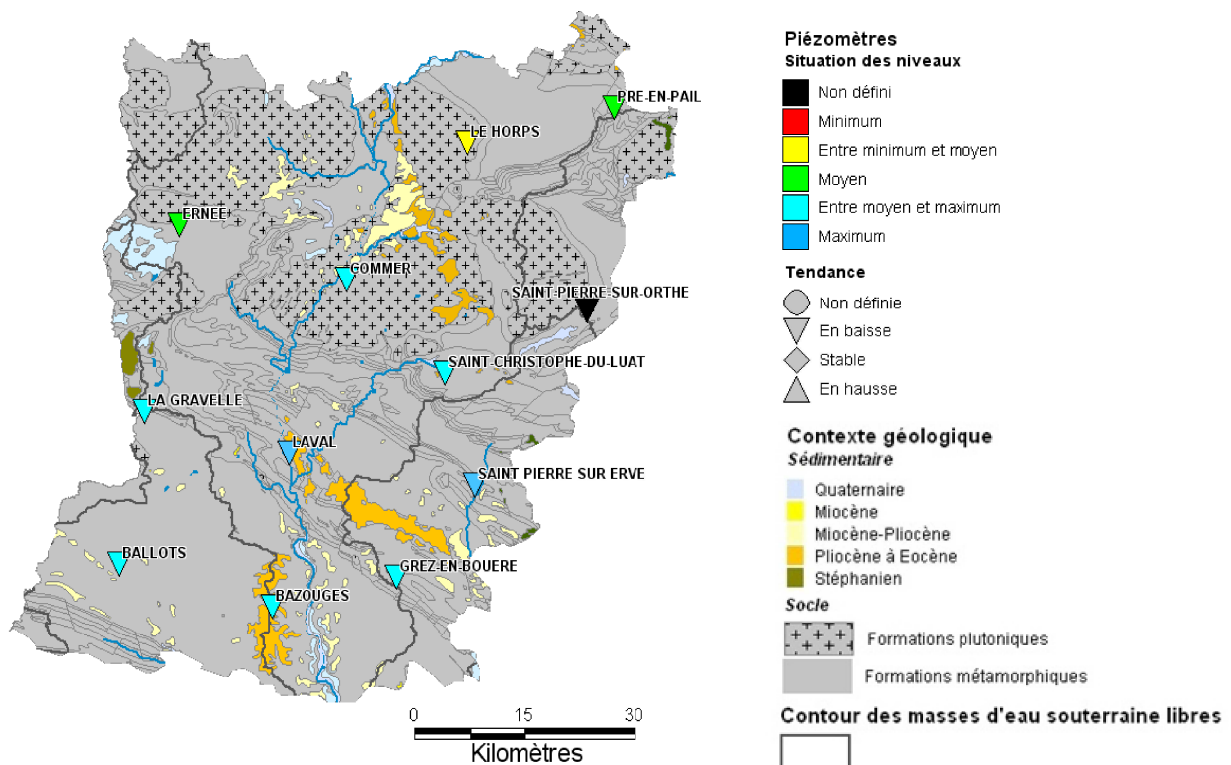 PRE-EN-PAIL
LE HORPS
ERNEE
COMMER
SAINT-PIERRE-SUR-ORTHE
SAINT-CHRISTOPHE-DU-LUAT
LA GRAVELLE
LAVAL
SAINT PIERRE SUR ERVE
BALLOTS
GREZ-EN-BOUERE
BAZOUGES
0 15 30
Kilomètres
Piézomètres
Situation des niveaux
Non défini
Minimum
Entre minimum et moyen
Moyen
Entre moyen et maximum
Maximum
Tendance
Non définie
En baisse
Stable
En hausse
Contexte géologique
Sédimentaire
Quaternaire
Miocène
Miocène-Pliocène
Pliocène à Eocène
Stéphanien
Socle
Formations plutoniques
Formations métamorphiques
Contour des masses d'eau souterraine libres